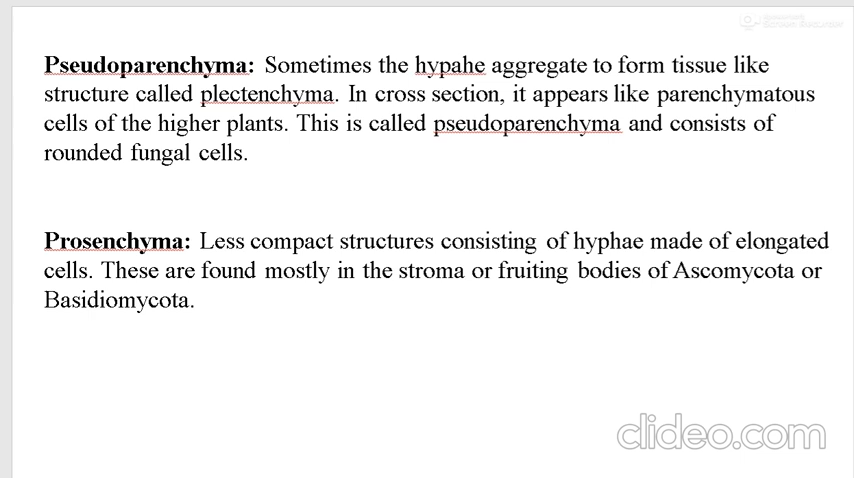 Pseudoparenchyma: Sometimes the hypahe aggregate to form tissue like
structure called plectenchyma. In cross section, it appears like parenchymatous
cells of the higher plants. This is called pseudoparenchyma and consists of
rounded fungal cells.
Prosenchyma: Less compact structures consisting of hyphae made of elongated
cells. These are found mostly in the stroma or fruiting bodies of Ascomycota or
Basidiomycota.
clideo.com